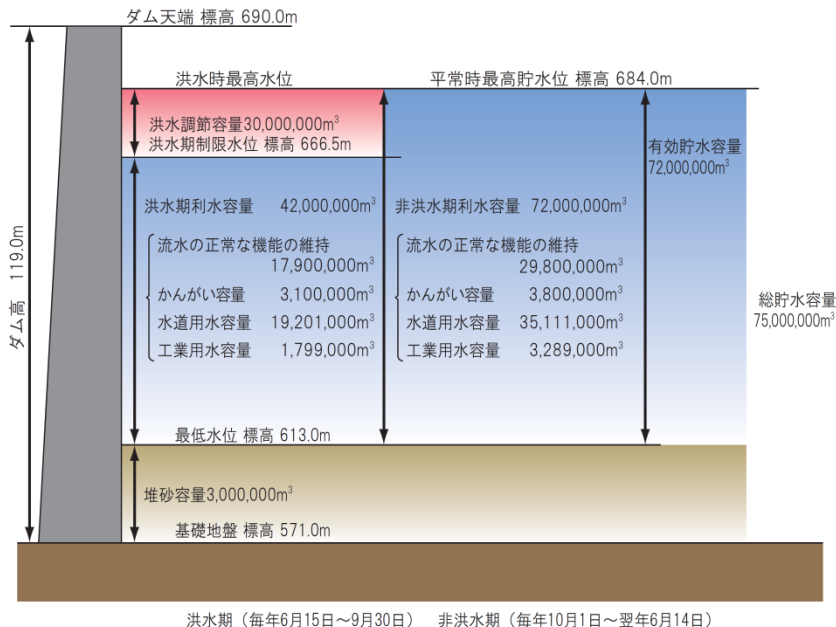 ダム天端 標高 690.0m
洪水時最高水位
平常時最高貯水位 標高 684.0m
洪水調節容量30,000,000m³
洪水期制限水位 標高 666.5m
有効貯水容量
72,000,000m³
洪水期利水容量 42,000,000m³
流水の正常な機能の維持
17,900,000m³
かんがい容量 3,100,000m³
水道用水容量 19,201,000m³
工業用水容量 1,799,000m³
非洪水期利水容量 72,000,000m³
流水の正常な機能の維持
29,800,000m³
かんがい容量 3,800,000m³
水道用水容量 35,111,000m³
工業用水容量 3,289,000m³
総貯水容量
75,000,000m³
ダム高 119.0m
最低水位 標高 613.0m
堆砂容量3,000,000m³
基礎地盤 標高 571.0m
洪水期（毎年6月15日～9月30日） 非洪水期（毎年10月1日～翌年6月14日）